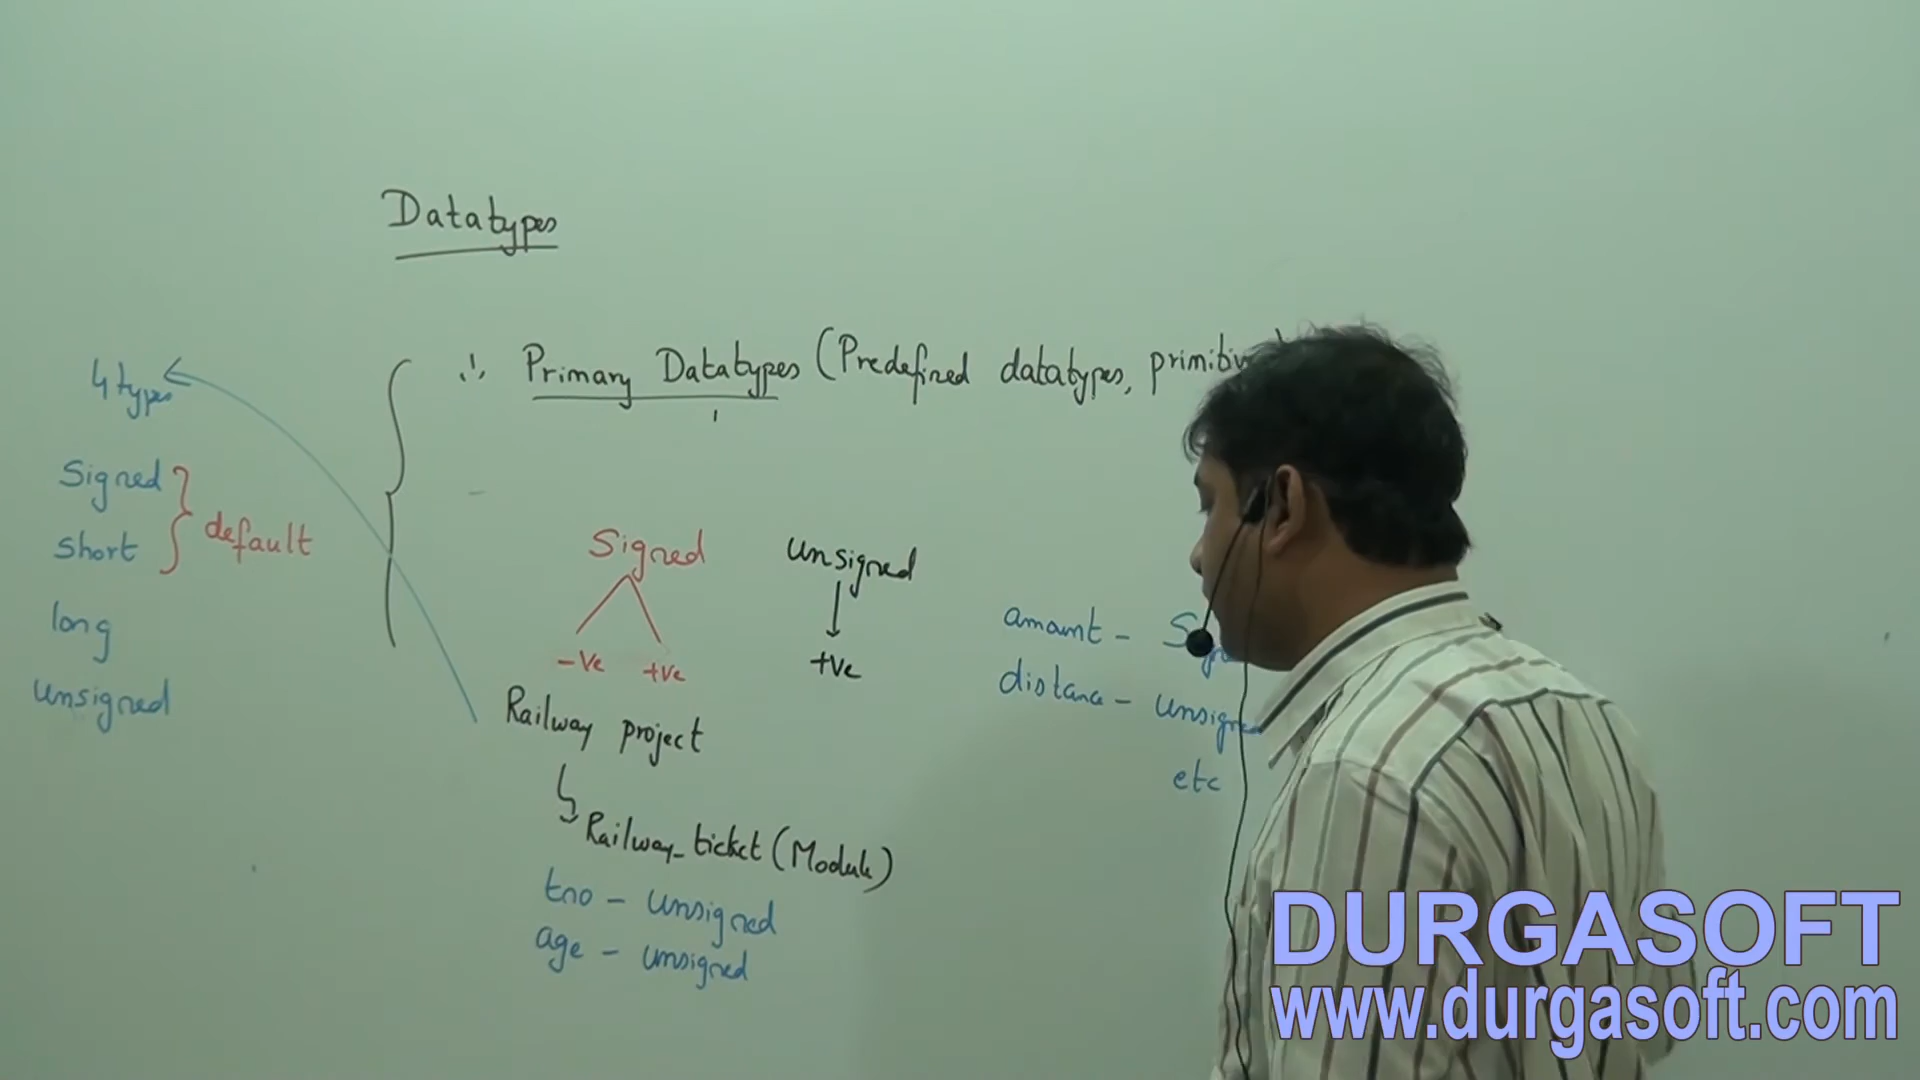 Datatypes
4 types
Signed
short
default
long
unsigned
∴ Primary Datatypes (Predefined datatypes,
Signed
-Ve +Ve
unsigned
+Ve
Railway project
Railway_ticket (Module)
tno - unsigned
age - unsigned
amount -
distance - unsigned
etc
DURGASOFT
www.durgasoft.com